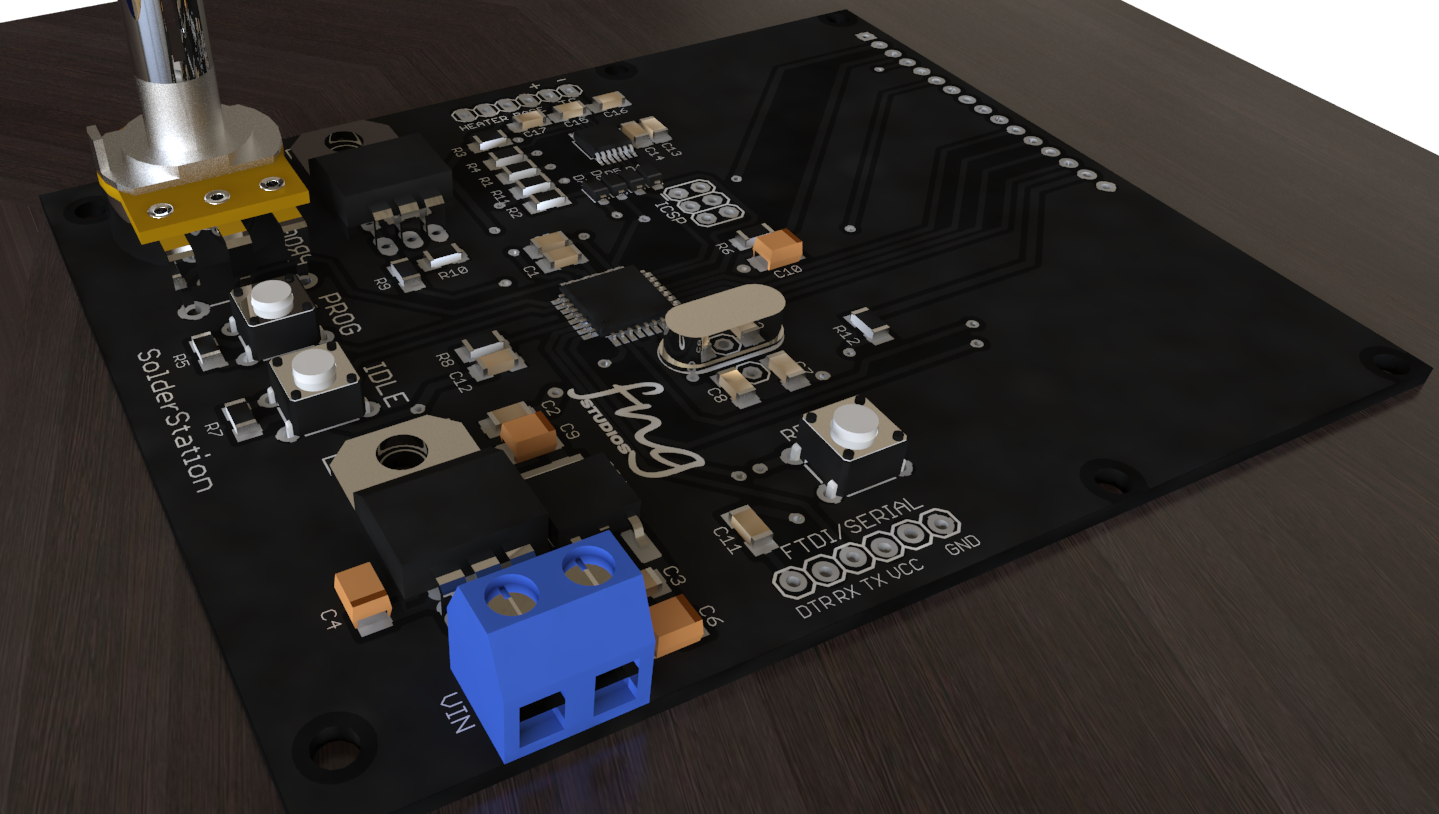 + -
HEATER
C17
C15
C16
C14
C13
R3
R4
R1
R11
R2
ICSP
R6
C10
C1
R9
R10
PROG
IDLE
R5
R7
SolderStation
R8
C12
R12
C8
C2
C9
fng
STUDIOS
C11
FTDI/SERIAL
DTR RX TX VCC GND
C3
C4
C6
VIN